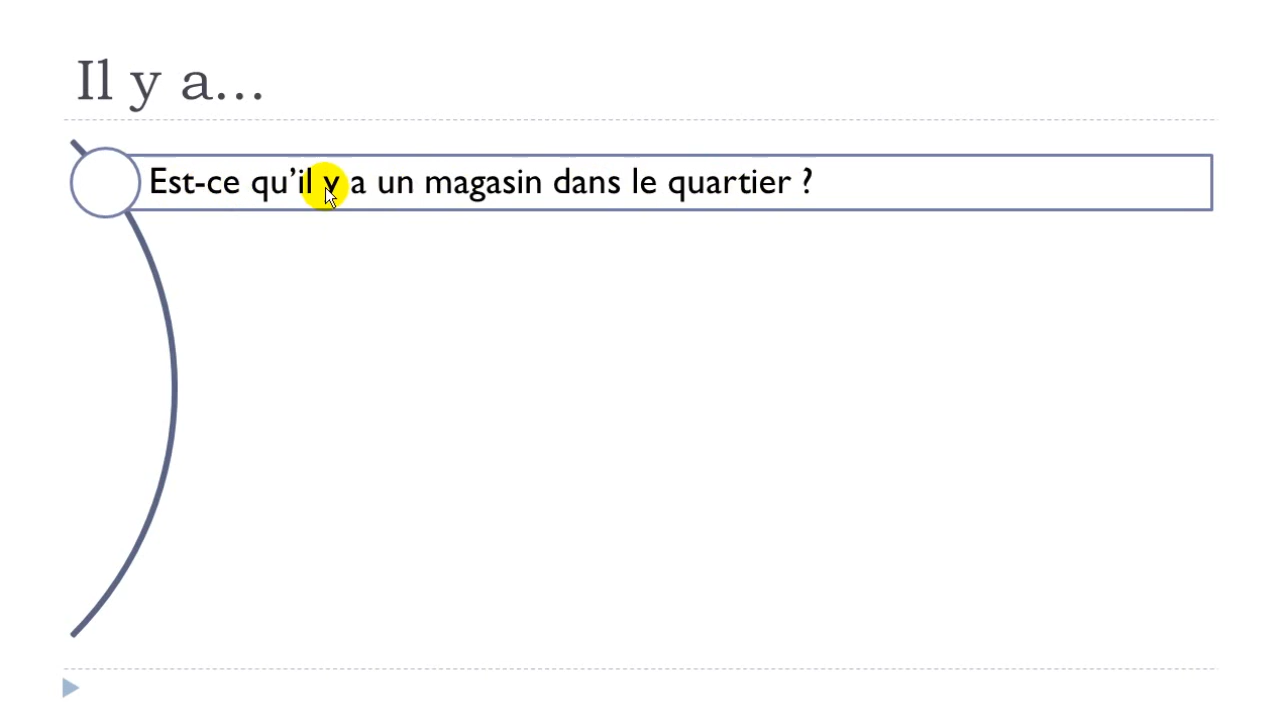 Il y a...
Est-ce qu’il y a un magasin dans le quartier ?